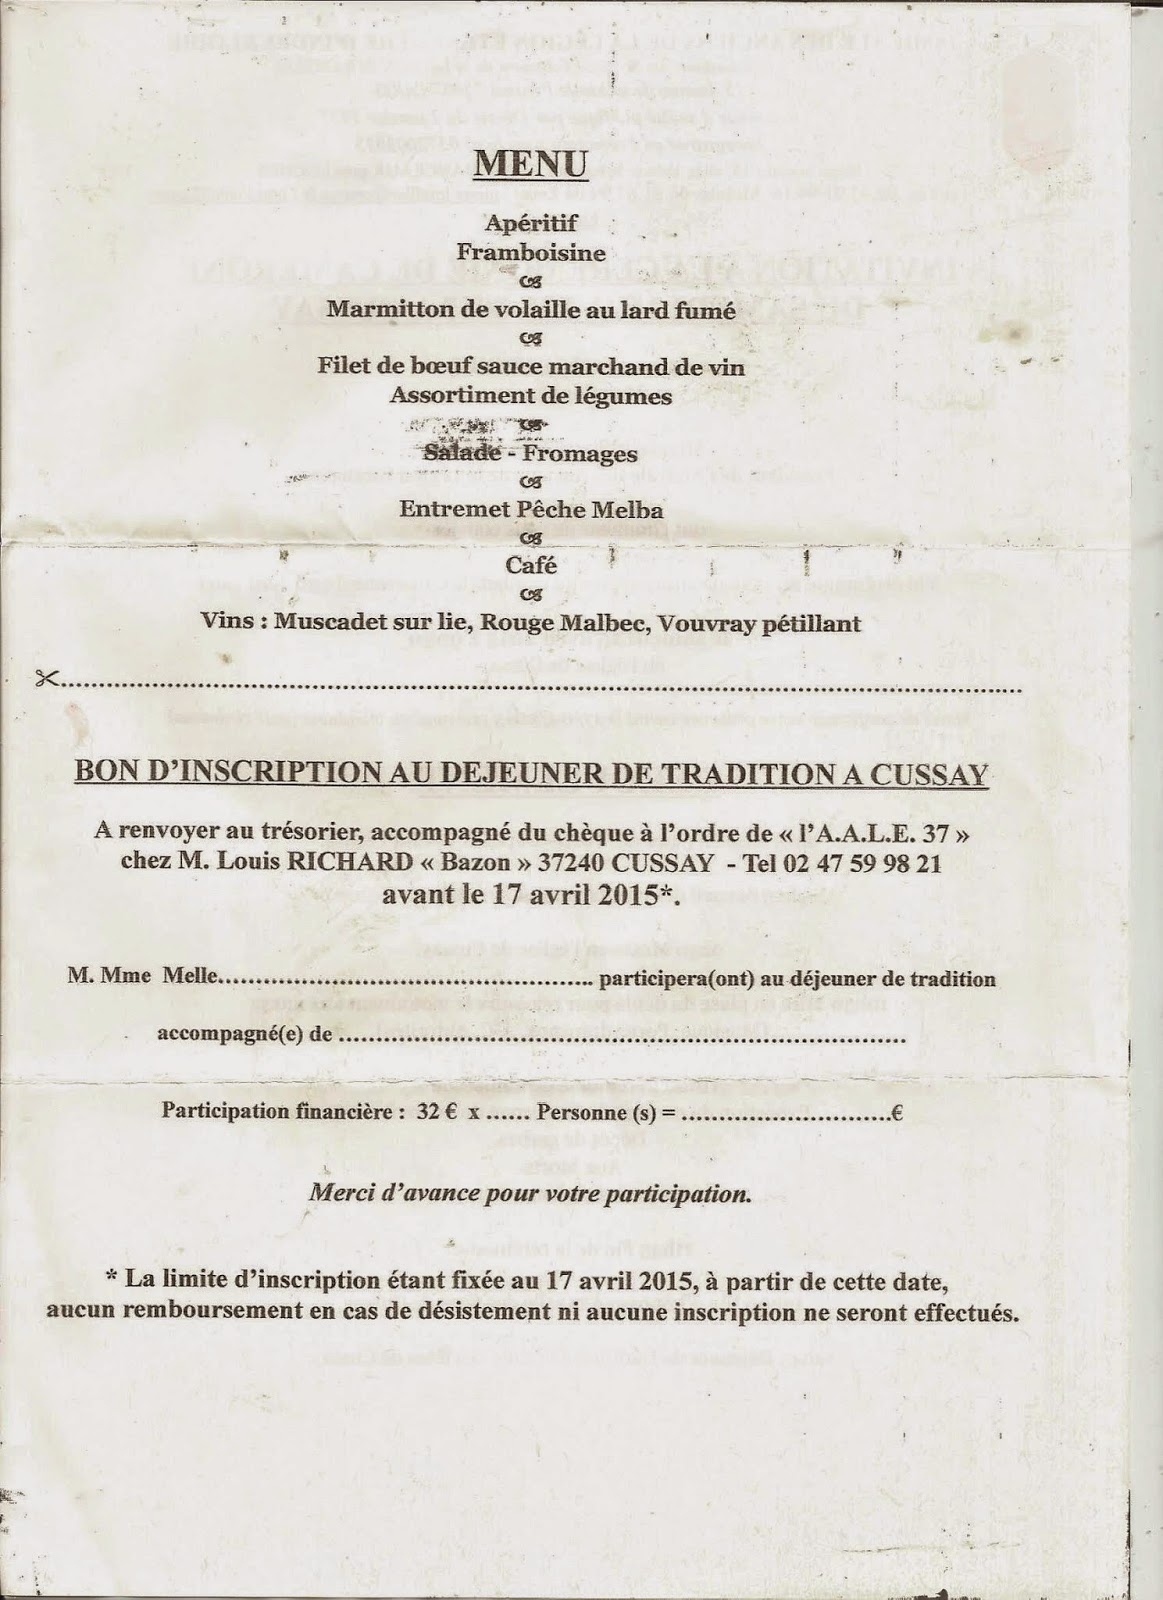 MENU
Apéritif
Framboisine
Marmitton de volaille au lard fumé
Filet de bœuf sauce marchand de vin
Assortiment de légumes
Salade - Fromages
Entremet Pêche Melba
Café
Vins : Muscadet sur lie, Rouge Malbec, Vouvray pétillant
BON D'INSCRIPTION AU DEJEUNER DE TRADITION A CUSSAY
A renvoyer au trésorier, accompagné du chèque à l'ordre de « l'A.A.L.E. 37 »
chez M. Louis RICHARD « Bazon » 37240 CUSSAY - Tel 02 47 59 98 21
avant le 17 avril 2015*.
M. Mme Melle.................................................. participera(ont) au déjeuner de tradition
accompagné(e) de ............................................................................
Participation financière : 32 € x ...... Personne (s) = ............................€
Merci d'avance pour votre participation.
* La limite d'inscription étant fixée au 17 avril 2015, à partir de cette date,
aucun remboursement en cas de désistement ni aucune inscription ne seront effectués.